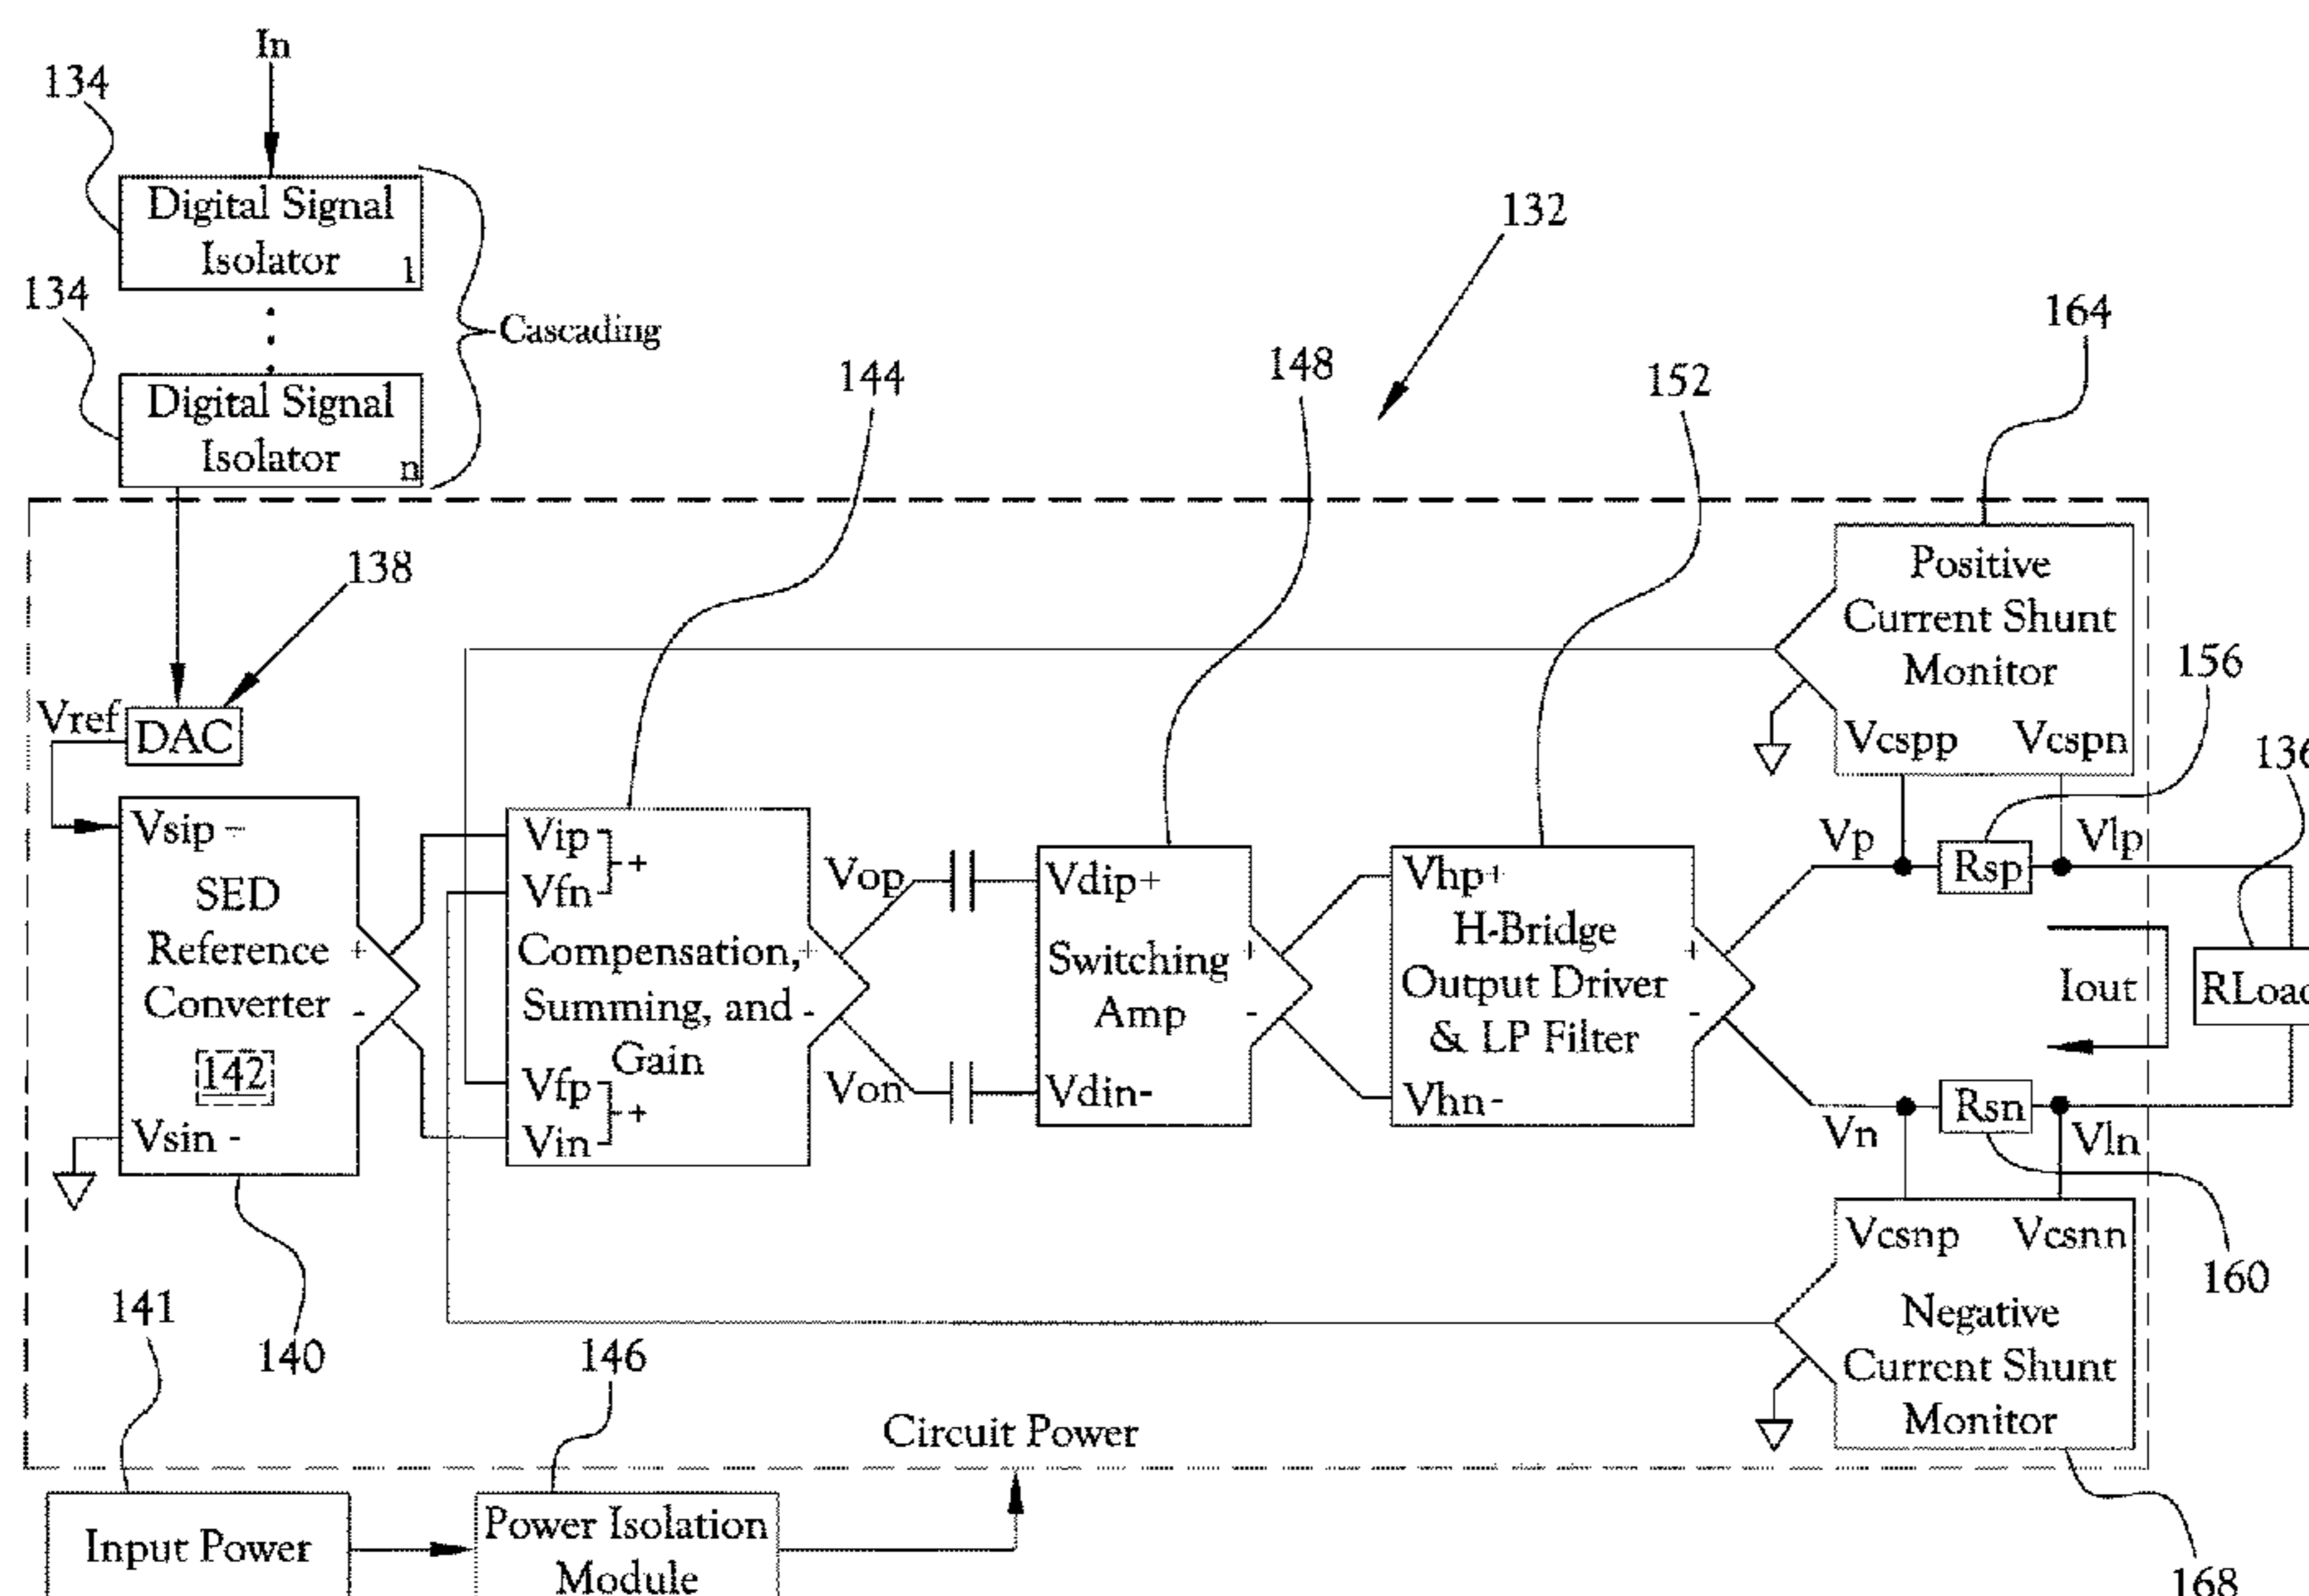 In
134
Digital Signal
Isolator
1
134
Cascading
Digital Signal
Isolator
n
132
144
148
152
164
138
Vref
DAC
Positive
Current Shunt
Monitor
Vcspp
Vcspn
156
136
Vsip -
SED
Reference
Converter
142
Vsin -
+
-
Vip
Vfn
+
Compensation,
Summing, and
Gain
+
-
Vfp
Vin
+
Vop
Von
Vdip+
Switching
Amp
Vdin-
+
-
Vhp+
H-Bridge
Output Driver
& LP Filter
Vhn-
+
-
Vp
Rsp
Vlp
Iout
RLoad
Vn
Rsn
Vln
Vcsnp
Vcsnn
Negative
Current Shunt
Monitor
160
141
140
146
Circuit Power
Input Power
Power Isolation
Module
168